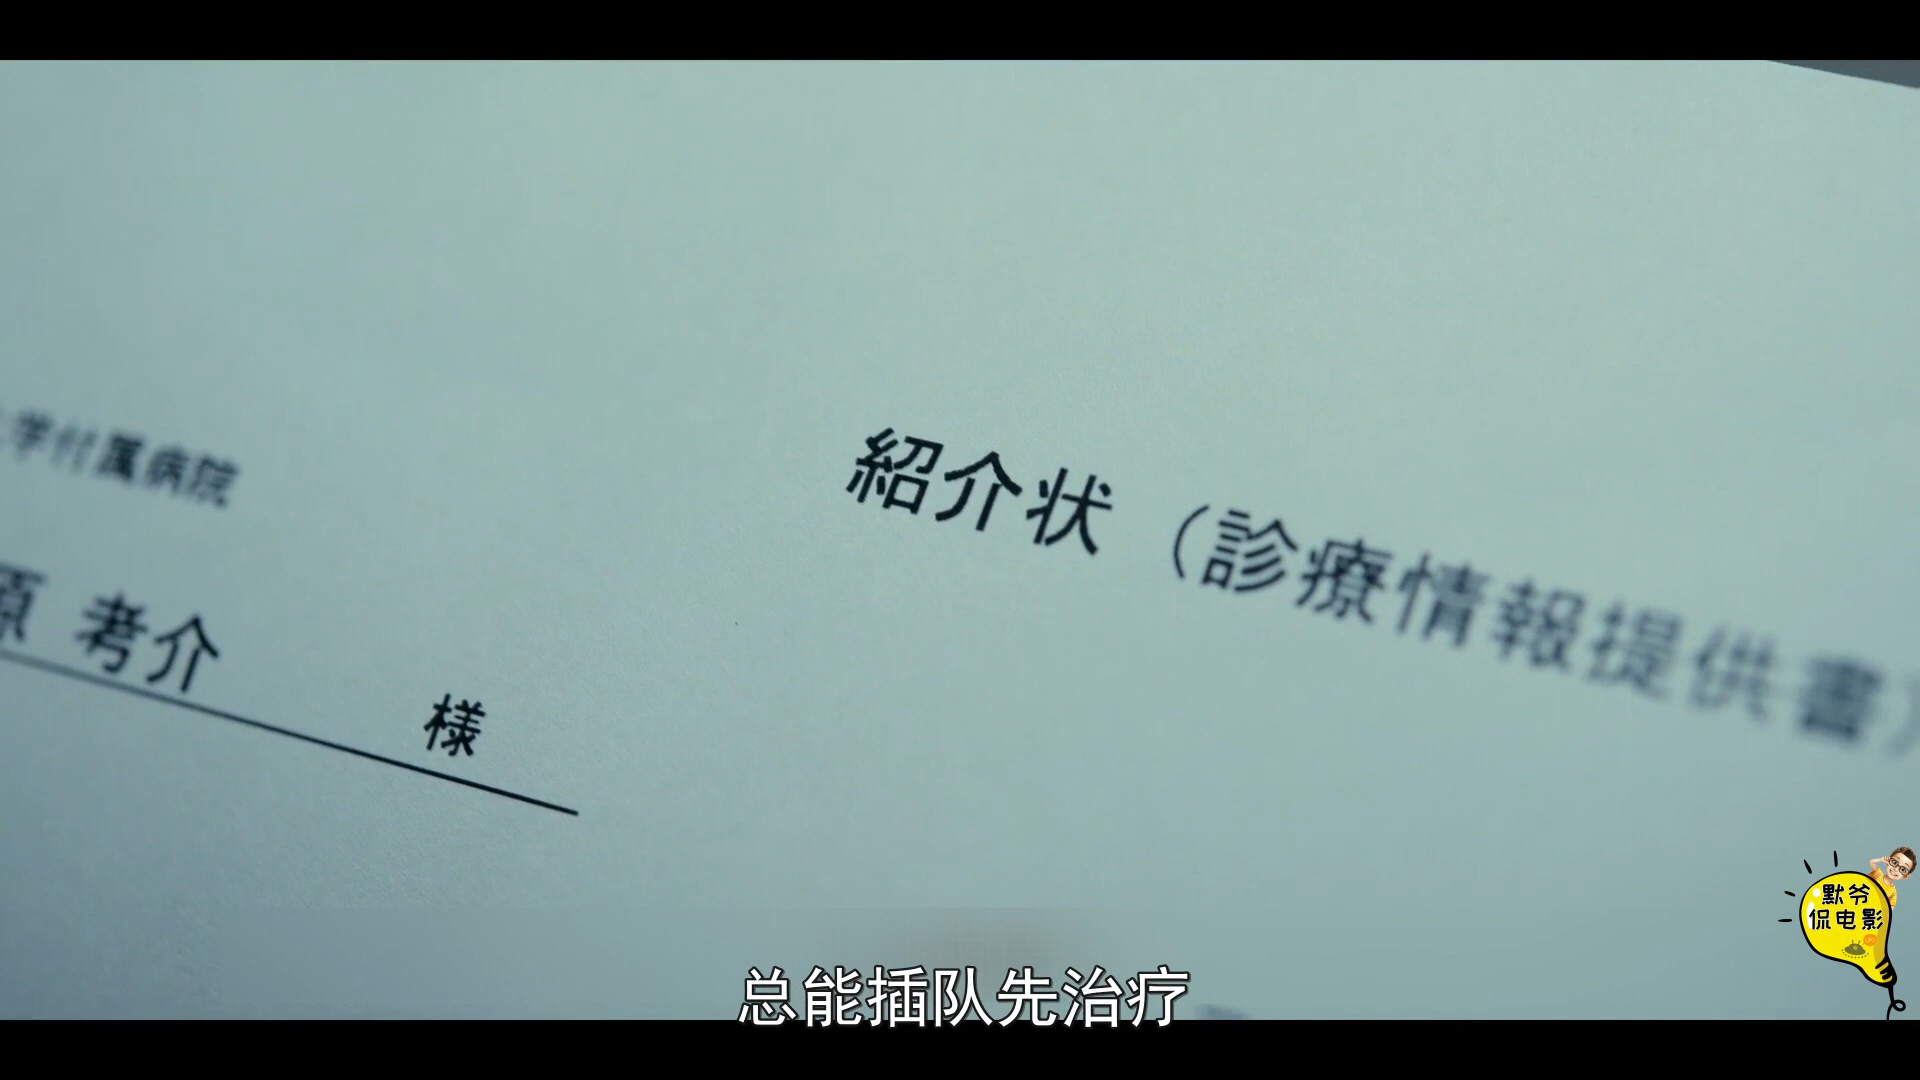 学付属病院
原 考介 様
紹介状（診療情報提供書）
默爷
侃电影
总能插队先治疗